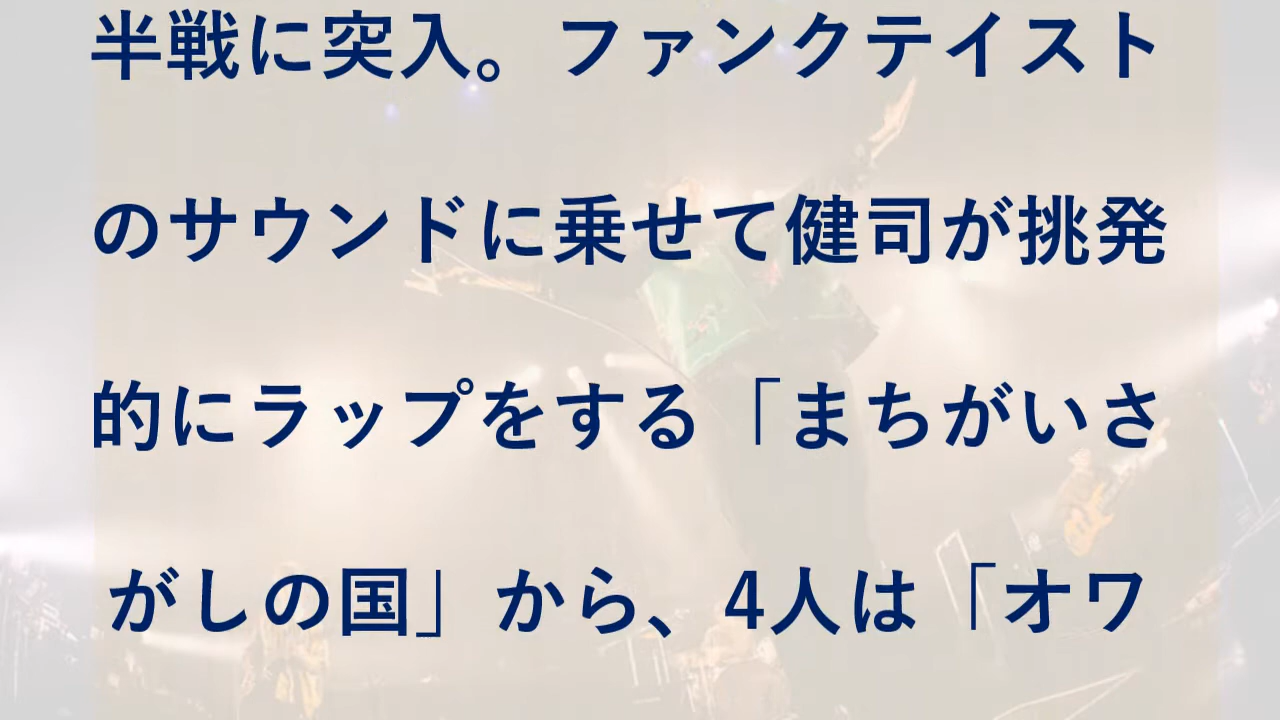 半戦に突入。ファンクテイスト
のサウンドに乗せて健司が挑発
的にラップをする「まちがいさ
がしの国」から、4人は「オワ